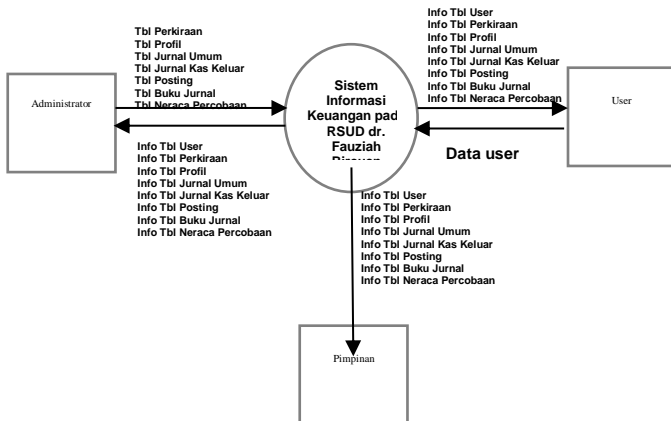 Tbl Perkiraan
Tbl Profil
Tbl Jurnal Umum
Tbl Jurnal Kas Keluar
Tbl Posting
Tbl Buku Jurnal
Tbl Neraca Percobaan
Administrator
Info Tbl User
Info Tbl Perkiraan
Info Tbl Profil
Info Tbl Jurnal Umum
Info Tbl Jurnal Kas Keluar
Info Tbl Posting
Info Tbl Buku Jurnal
Info Tbl Neraca Percobaan
Sistem
Informasi
Keuangan pad
RSUD dr.
Fauziah
Info Tbl User
Info Tbl Perkiraan
Info Tbl Profil
Info Tbl Jurnal Umum
Info Tbl Jurnal Kas Keluar
Info Tbl Posting
Info Tbl Buku Jurnal
Info Tbl Neraca Percobaan
User
Data user
Info Tbl User
Info Tbl Perkiraan
Info Tbl Profil
Info Tbl Jurnal Umum
Info Tbl Jurnal Kas Keluar
Info Tbl Posting
Info Tbl Buku Jurnal
Info Tbl Neraca Percobaan
Pimpinan